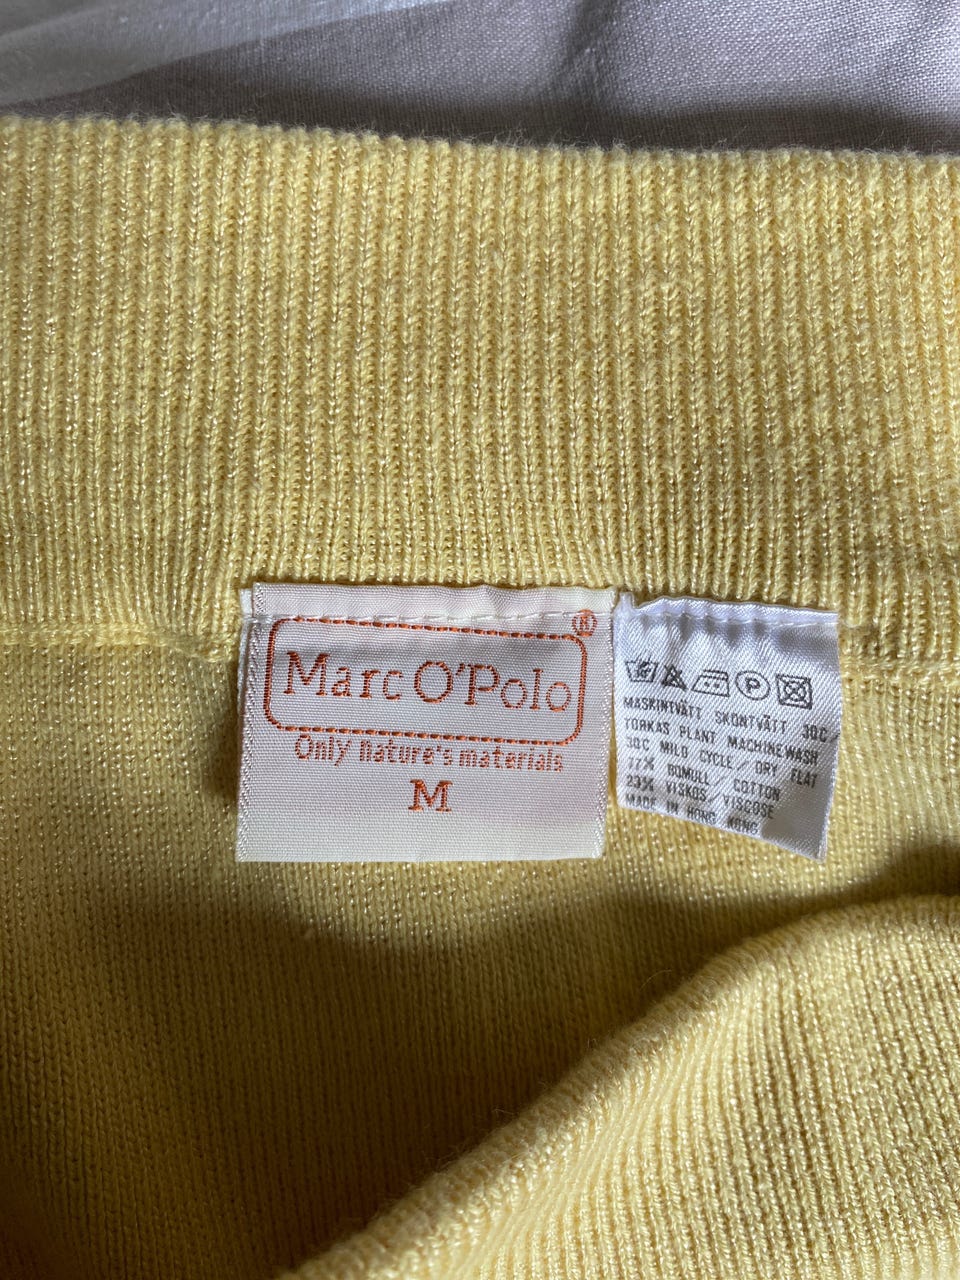 Marc O'Polo®
Only nature's materials
M
P
MASKINTVÄTT SKONTVÄTT 30C/
TORKAS PLANT MACHINEWASH
30C MILD CYCLE/ DRY FLAT
77% BOMULL/ COTTON
23% VISKOS/ VISCOSE
MADE IN HONG KONG